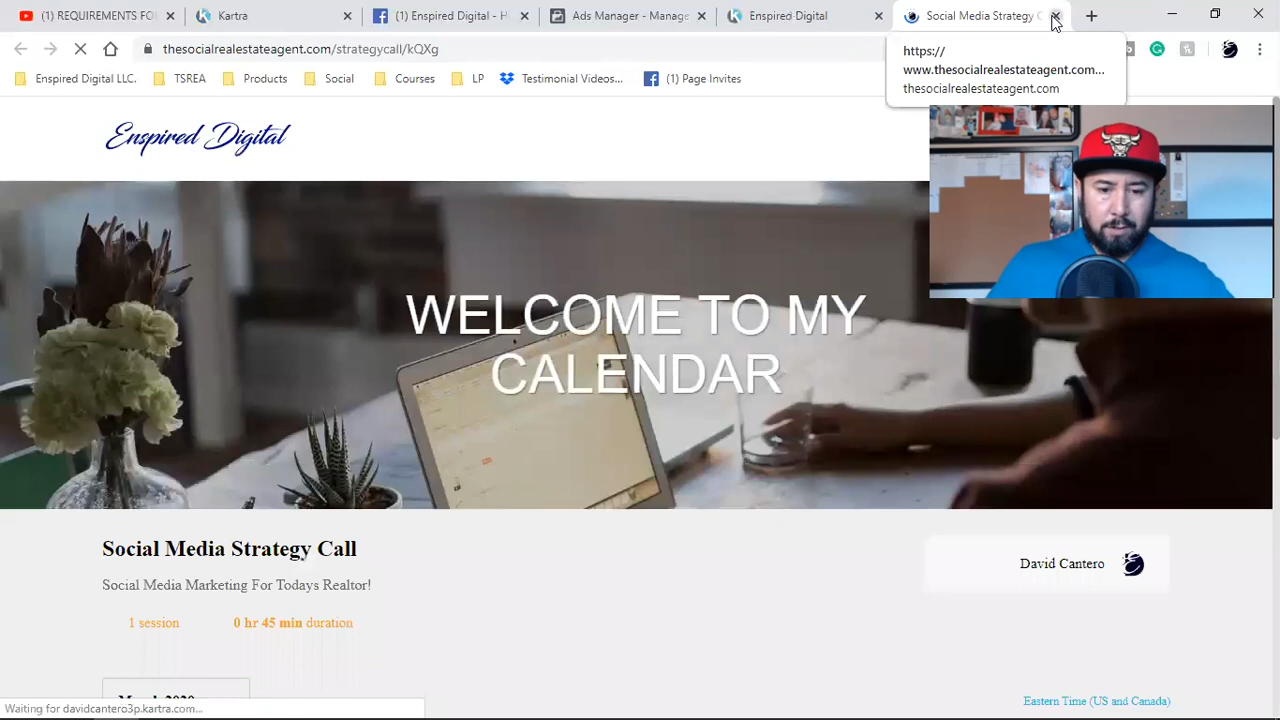 (1) REQUIREMENTS FO
Kartra
(1) Enspired Digital - H
Ads Manager - Manage
Enspired Digital
Social Media Strategy C
thesocialrealestateagent.com/strategycall/kQXg
https://
www.thesocialrealestateagent.com...
thesocialrealestateagent.com
Enspired Digital LLC.
TSREA
Products
Social
Courses
LP
Testimonial Videos...
(1) Page Invites
Enspired Digital
WELCOME TO MY
CALENDAR
Social Media Strategy Call
David Cantero
Social Media Marketing For Todays Realtor!
1 session
0 hr 45 min duration
March 2020
Eastern Time (US and Canada)
Waiting for davidcantero3p.kartra.com...